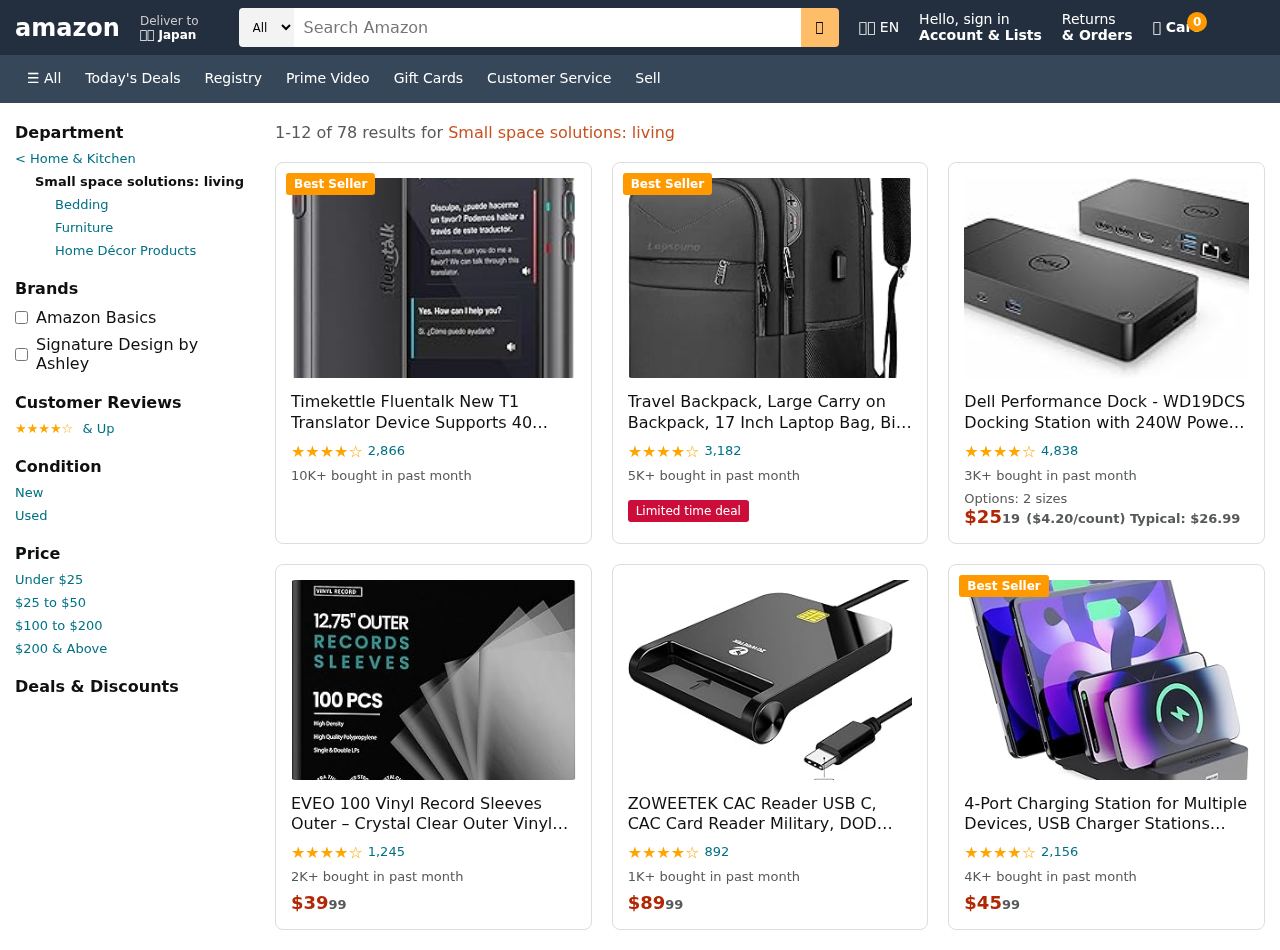 amazon
Deliver to
Japan
All
Search Amazon
EN
Hello, sign in
Account & Lists
Returns
& Orders
0
☰ All
Today's Deals
Registry
Prime Video
Gift Cards
Customer Service
Sell
Department
< Home & Kitchen
Small space solutions: living
Bedding
Furniture
Home Décor Products
Brands
Amazon Basics
Signature Design by
Ashley
Customer Reviews
★★★★☆ & Up
Condition
New
Used
Price
Under $25
$25 to $50
$100 to $200
$200 & Above
Deals & Discounts
1-12 of 78 results for Small space solutions: living
Best Seller
fluentalk
Disculpe, ¿puede hacerme
un favor? Podemos hablar a
través de este traductor.
Excuse me, can you do me a
favor? We can talk through this
translator.
Yes. How can I help you?
Sí. ¿Cómo puedo ayudarle?
Timekettle Fluentalk New T1
Translator Device Supports 40…
★★★★☆ 2,866
10K+ bought in past month
Best Seller
Lapsouno
Travel Backpack, Large Carry on
Backpack, 17 Inch Laptop Bag, Bi…
★★★★☆ 3,182
5K+ bought in past month
Limited time deal
DELL
Dell Performance Dock - WD19DCS
Docking Station with 240W Powe…
★★★★☆ 4,838
3K+ bought in past month
Options: 2 sizes
$25 19 ($4.20/count) Typical: $26.99
VINYL RECORD
12.75" OUTER
RECORDS
SLEEVES
100 PCS
High Density
High Quality Polypropylene
Single & Double LPs
EVEO 100 Vinyl Record Sleeves
Outer – Crystal Clear Outer Vinyl…
★★★★☆ 1,245
2K+ bought in past month
$39 99
ZOWEETEK
ZOWEETEK CAC Reader USB C,
CAC Card Reader Military, DOD…
★★★★☆ 892
1K+ bought in past month
$89 99
Best Seller
4-Port Charging Station for Multiple
Devices, USB Charger Stations…
★★★★☆ 2,156
4K+ bought in past month
$45 99